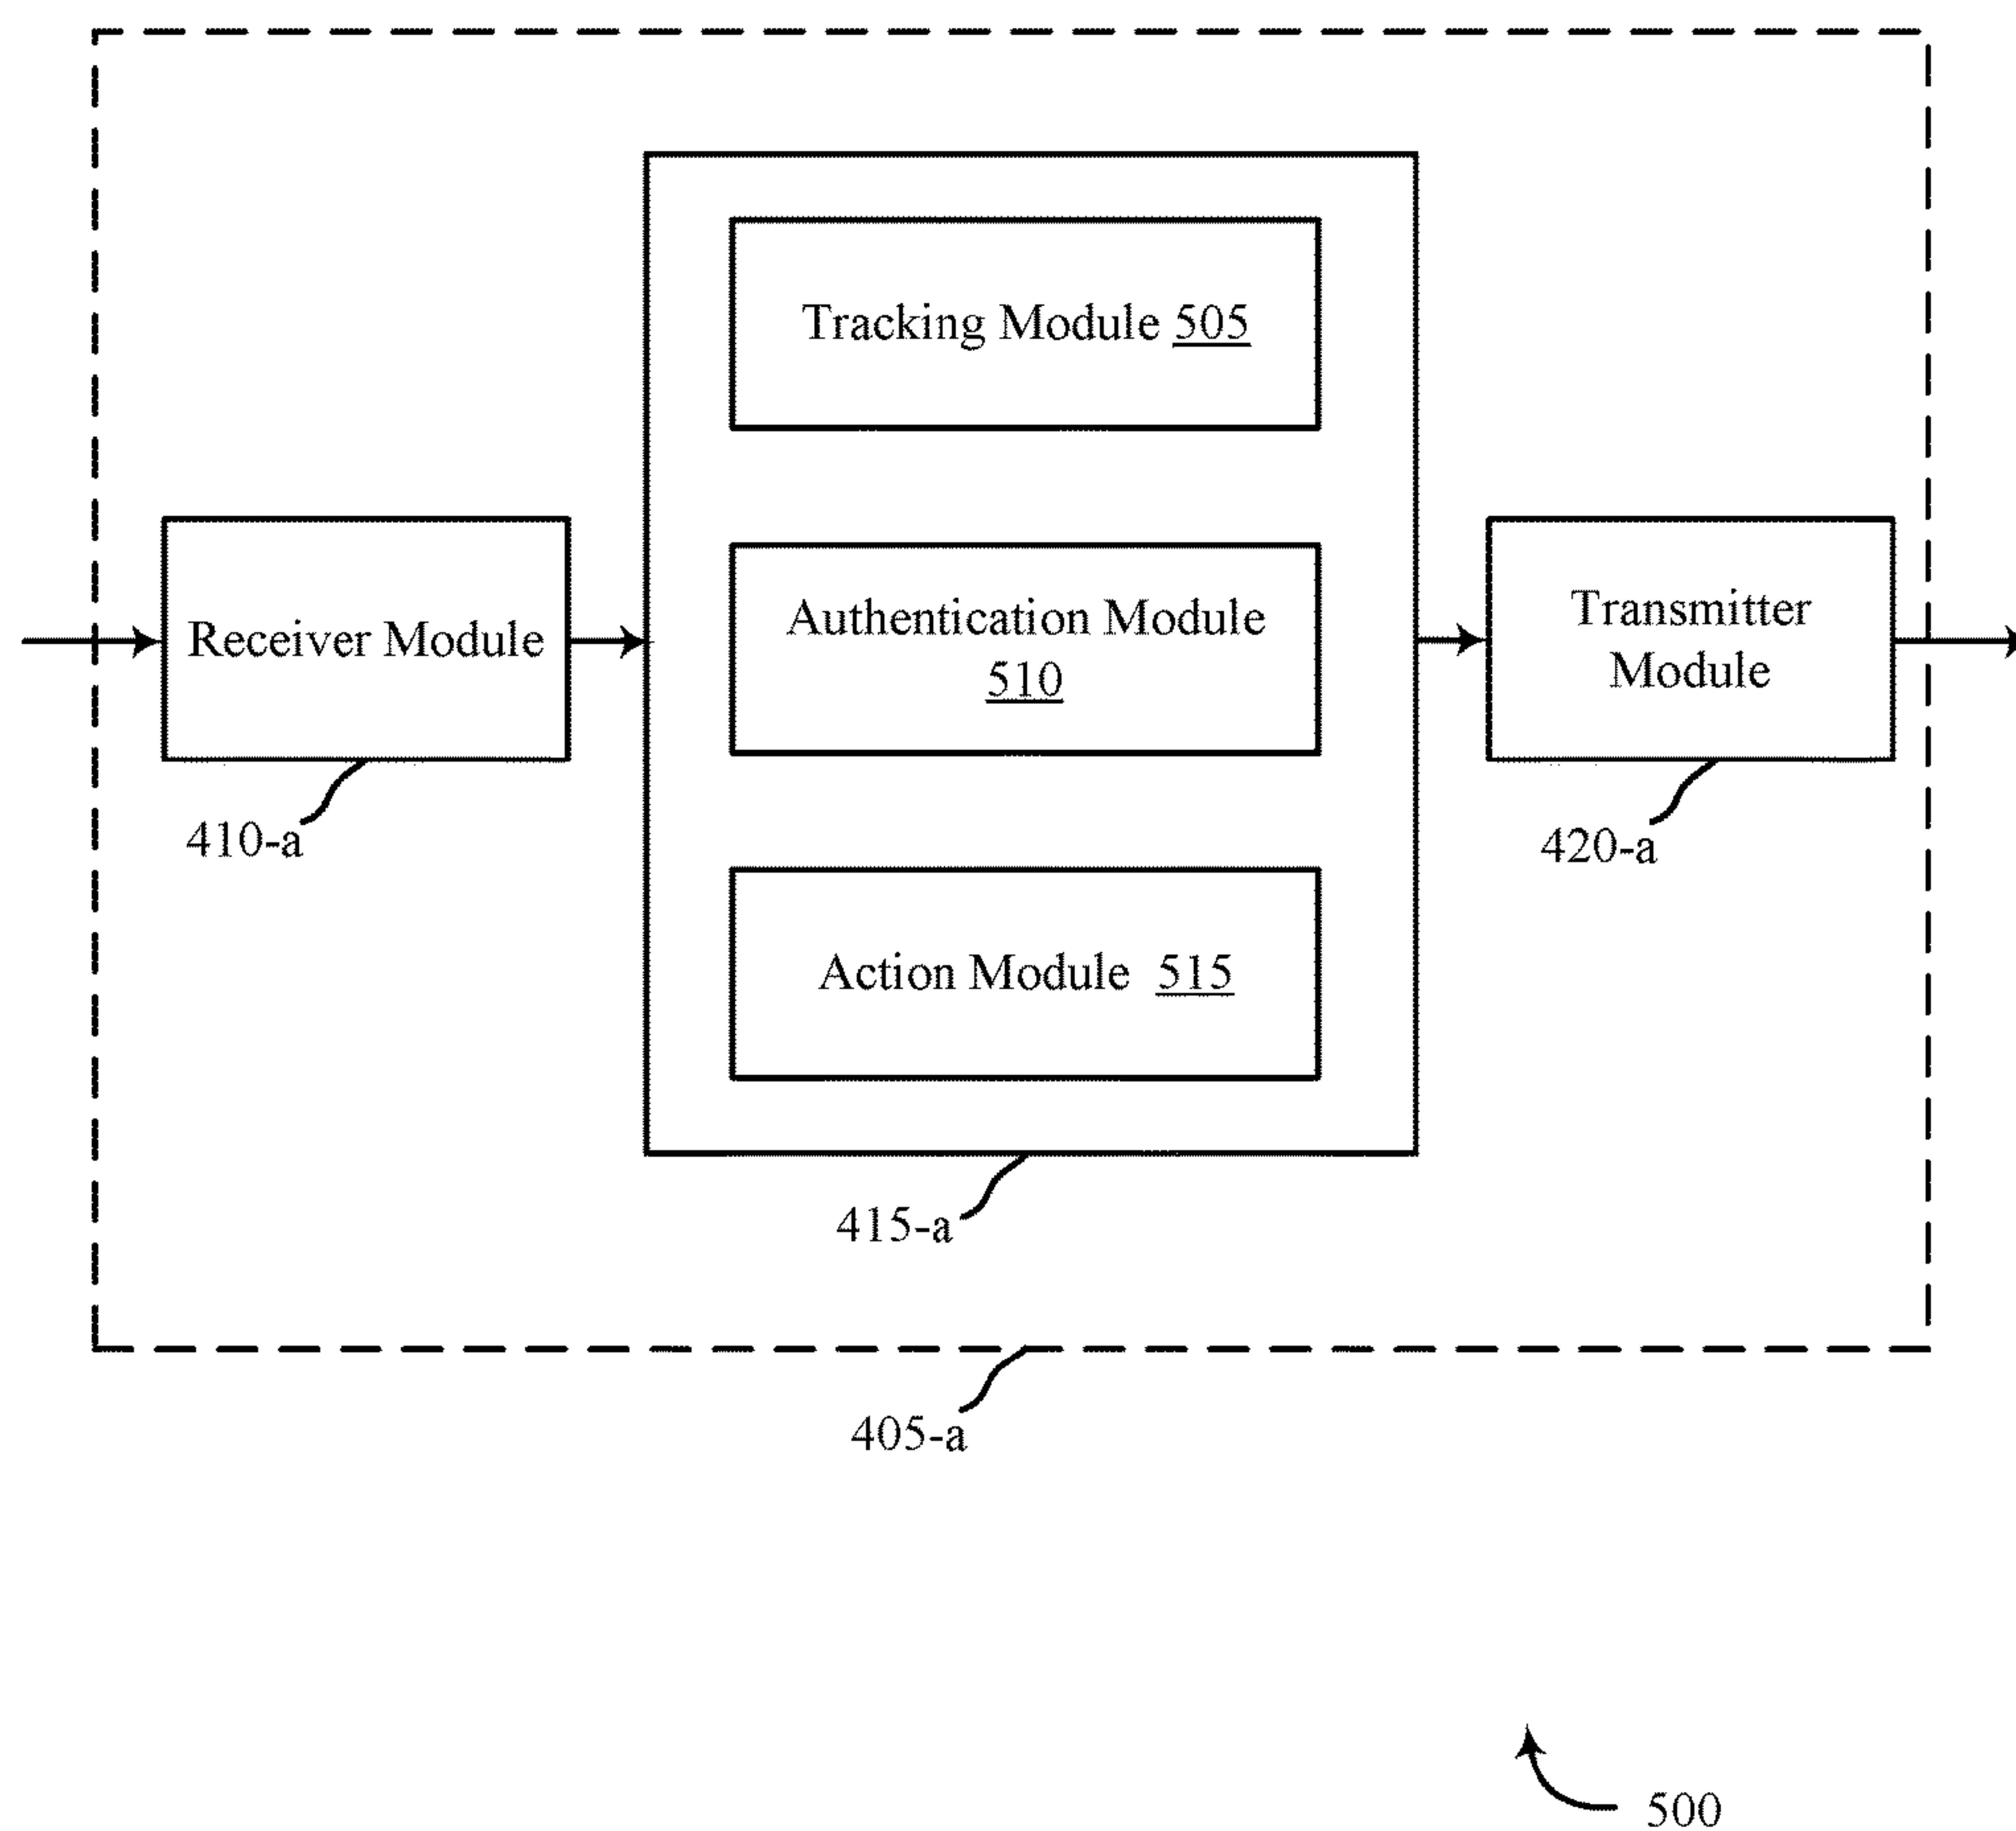 Tracking Module 505
Receiver Module
Authentication Module
510
Transmitter
Module
410-a
420-a
Action Module 515
415-a
405-a
500